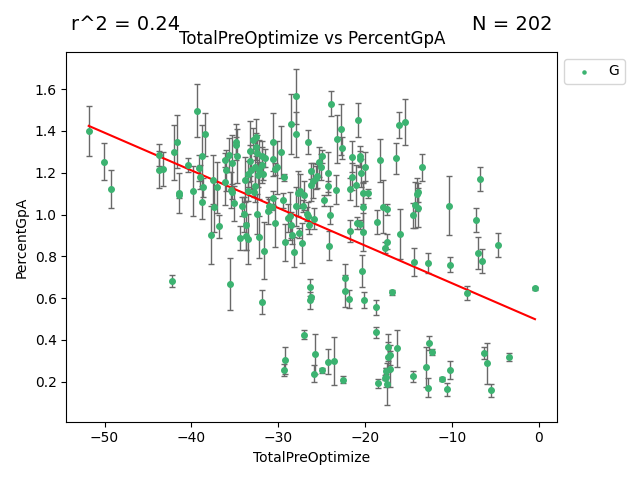 r^2 = 0.24
N = 202
TotalPreOptimize vs PercentGpA
G
1.6
1.4
1.2
1.0
0.8
0.6
0.4
0.2
PercentGpA
−50
−40
−30
−20
−10
0
TotalPreOptimize